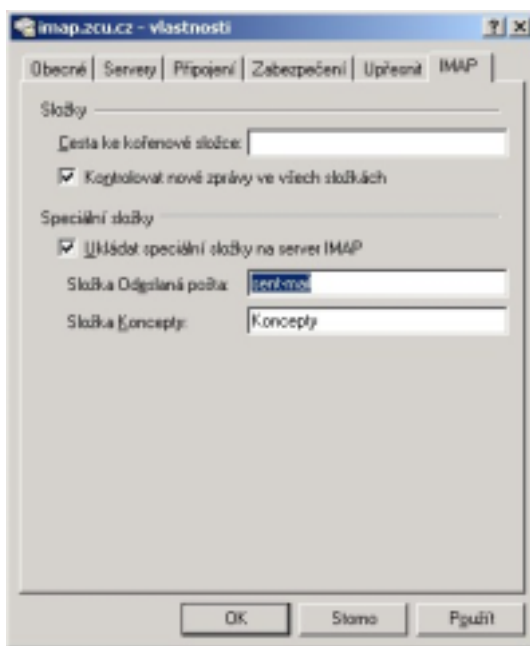 imap.zcu.cz - vlastnosti
Obecné Servery Připojení Zabezpečení Upřesnit IMAP
Složky
Cesta ke kořenové složce:
Kontrolovat nové zprávy ve všech složkách
Speciální složky
Ukládat speciální složky na server IMAP
Složka Odeslaná pošta: sent-mail
Složka Koncepty: Koncepty
OK Storno Použít